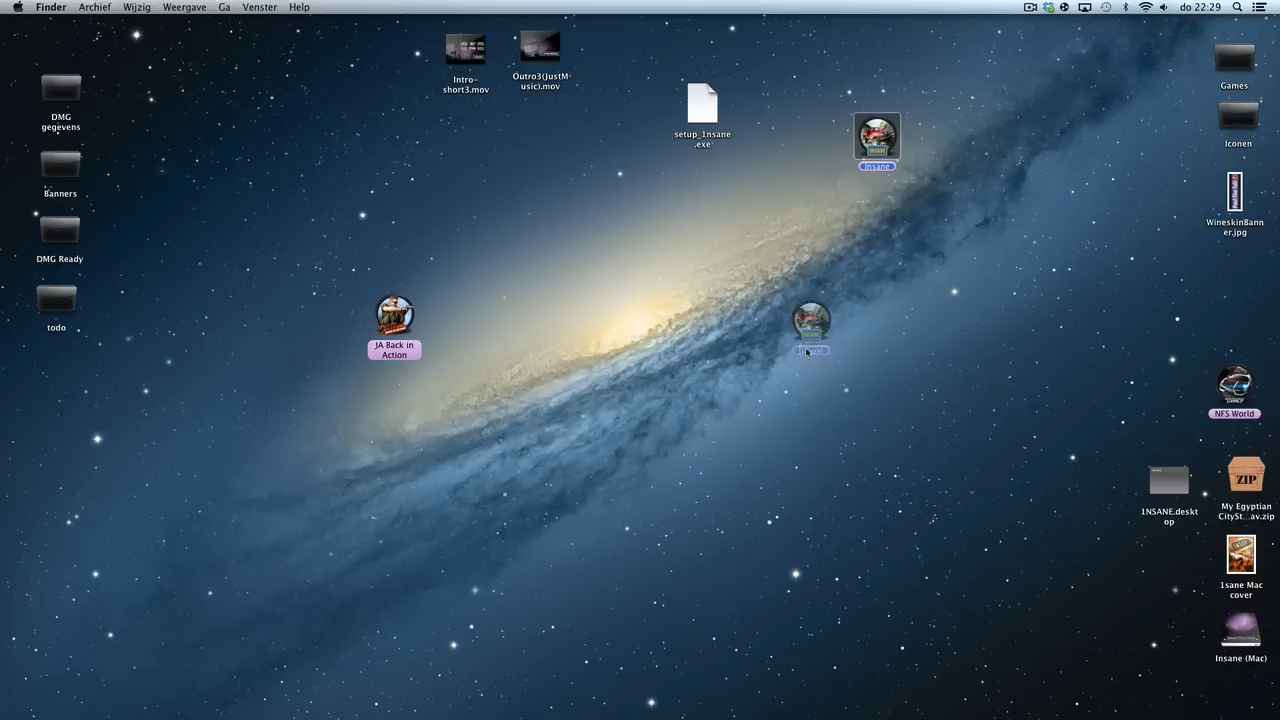 Finder Archief Wijzig Weergave Ga Venster Help
do 22:29
Intro-
short3.mov
Outro3(JustM
usic).mov
setup_1nsane
.exe
Insane
Games
Iconen
WineskinBann
er.jpg
DMG
gegevens
Banners
DMG Ready
todo
JA Back in
Action
NFS World
1NSANE.deskt
op
ZIP
My Egyptian
CitySt...av.zip
1sane Mac
cover
Insane (Mac)